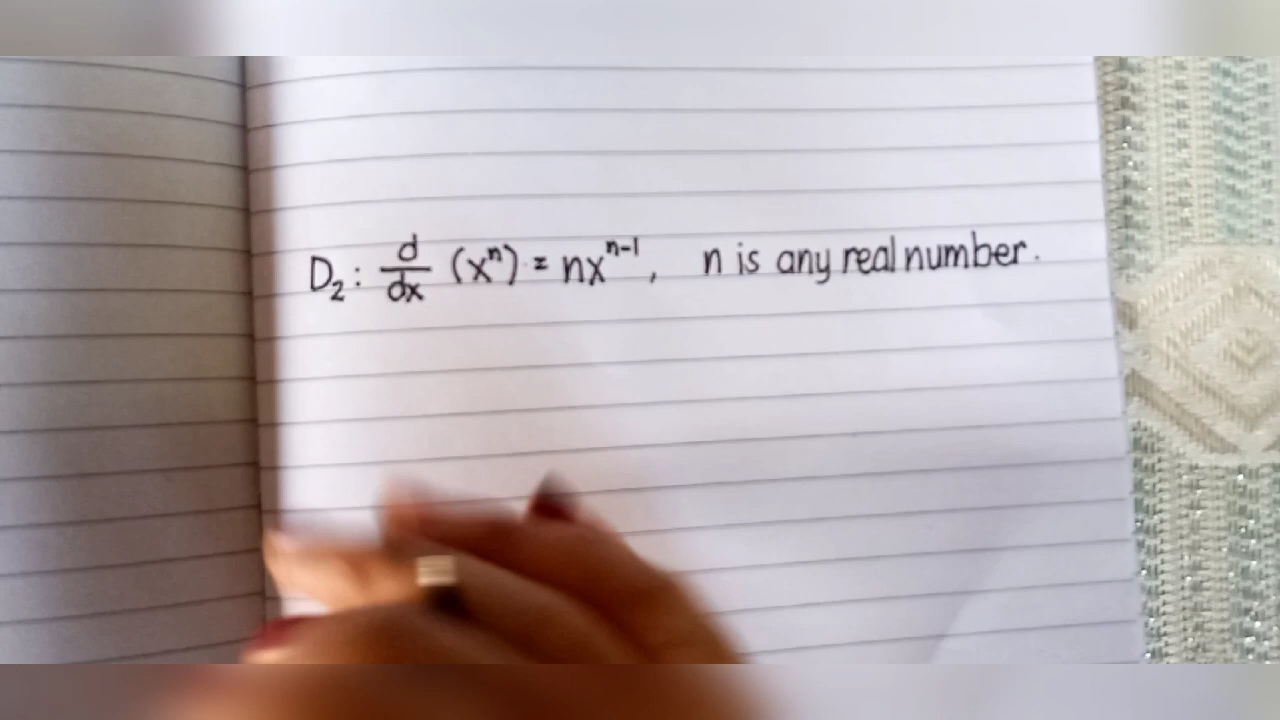 D₂: d/dx (xⁿ) = nxⁿ⁻¹, n is any real number.